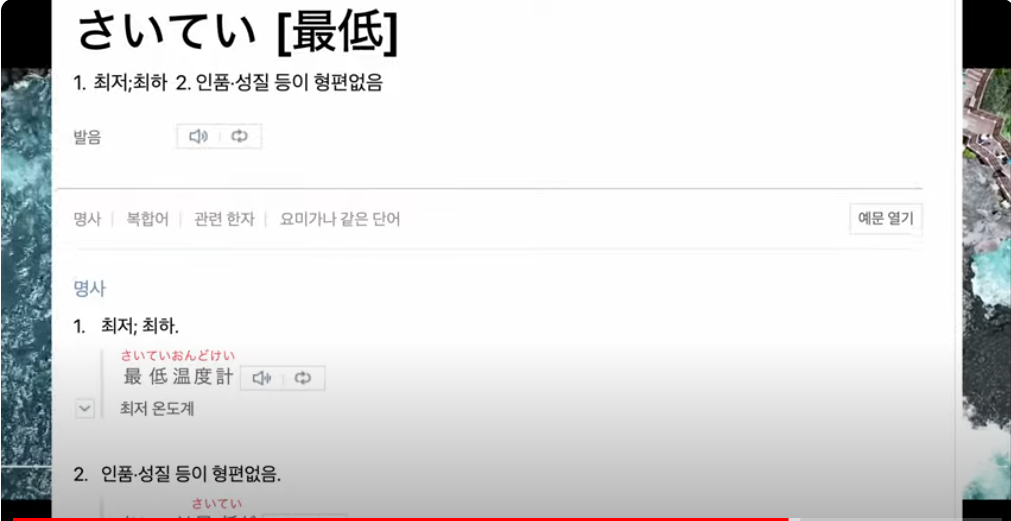 さいてい [最低]
1. 최저;최하 2. 인품·성질 등이 형편없음
발음
명사 | 복합어 | 관련 한자 | 요미가나 같은 단어
예문 열기
명사
1. 최저; 최하.
さいていおんどけい
最低温度計
최저 온도계
2. 인품·성질 등이 형편없음.
さいてい